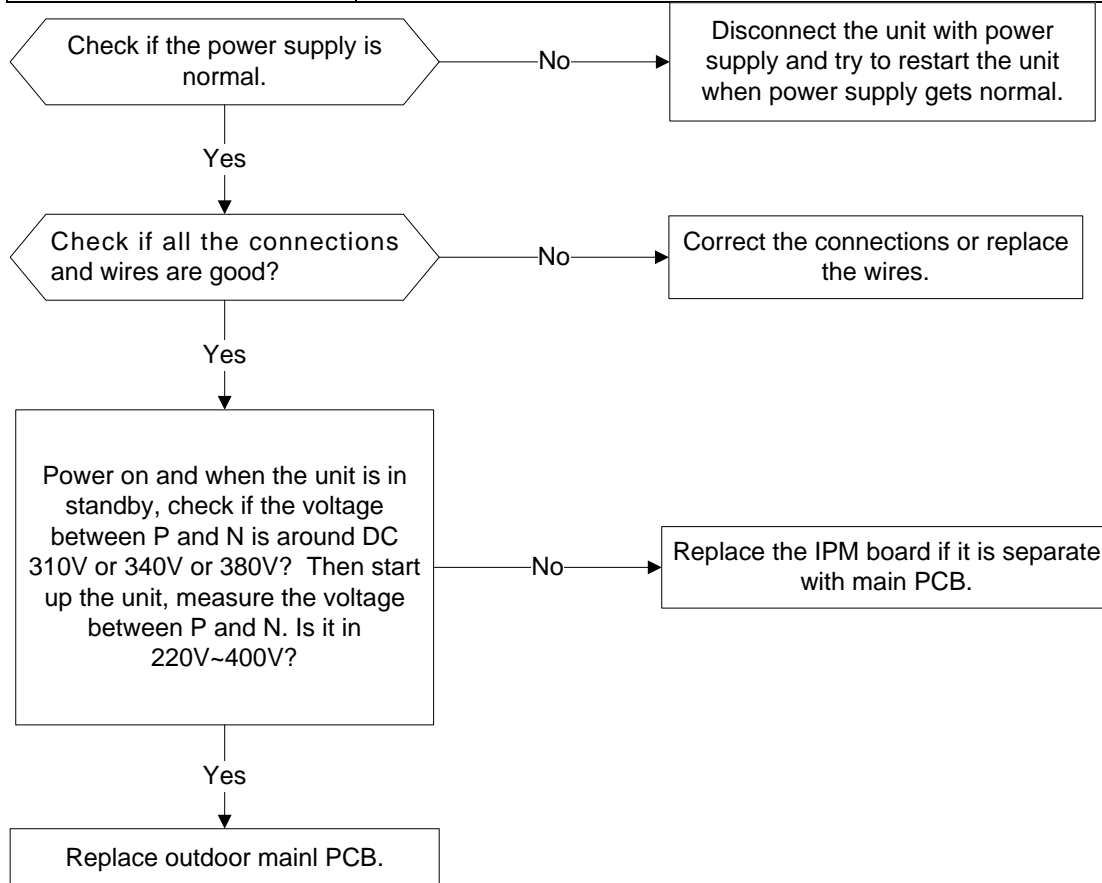 Check if the power supply is
normal.
No
Disconnect the unit with power
supply and try to restart the unit
when power supply gets normal.
Yes
Check if all the connections
and wires are good?
No
Correct the connections or replace
the wires.
Yes
Power on and when the unit is in
standby, check if the voltage
between P and N is around DC
310V or 340V or 380V? Then start
up the unit, measure the voltage
between P and N. Is it in
220V~400V?
No
Replace the IPM board if it is separate
with main PCB.
Yes
Replace outdoor mainl PCB.